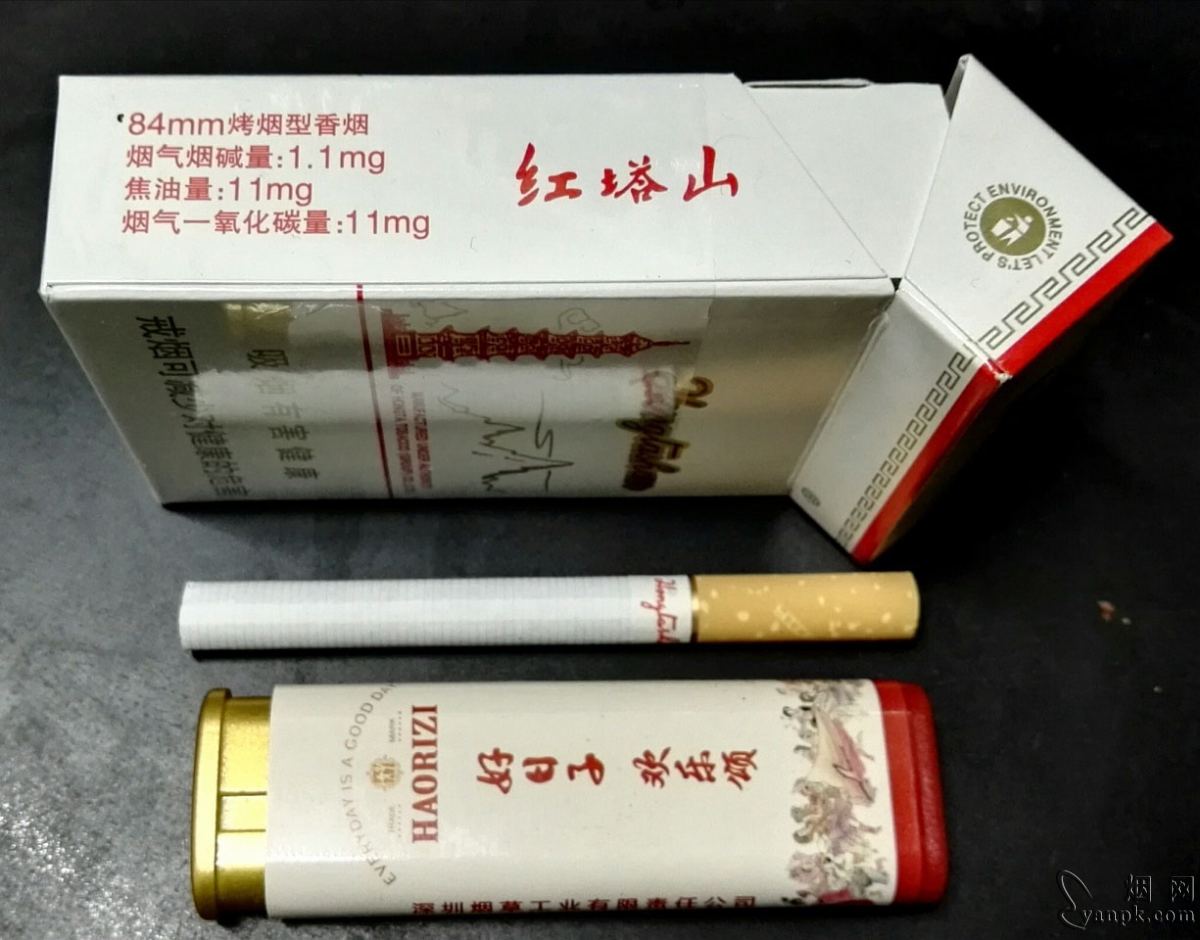 84mm烤烟型香烟
烟气烟碱量:1.1mg
焦油量:11mg
烟气一氧化碳量:11mg
红塔山
LET'S PROTECT ENVIRONMENT
吸烟有害健康
戒烟可减少对健康的危害
Hongtashan
EVERYDAY IS A GOOD DAY
HAORIZI
好日子 欢乐颂
深圳烟草工业有限责任公司
烟网
yanpk.com